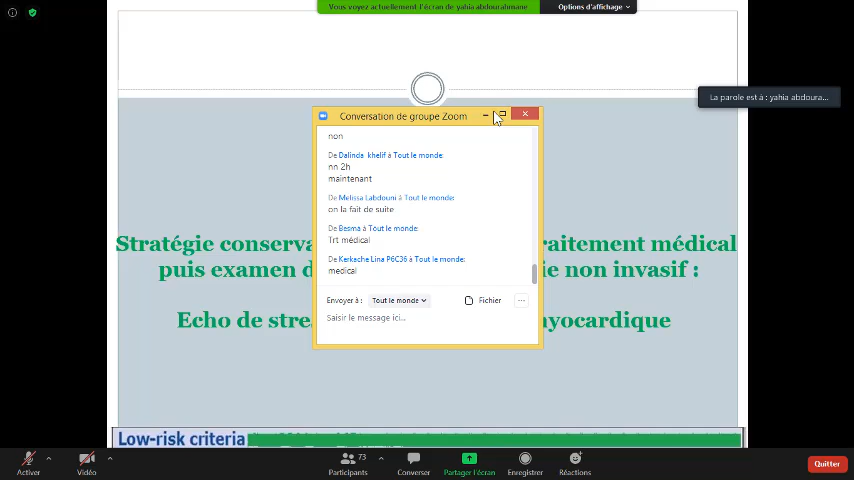 Vous voyez actuellement l'écran de yahia abdourahmane
Options d'affichage
La parole est à : yahia abdoura...
Conversation de groupe Zoom
non
De Dalinda khelif à Tout le monde:
nn 2h
maintenant
De Melissa Labdouni à Tout le monde:
on la fait de suite
De Besma à Tout le monde:
Trt médical
De Kerkache Lina P6C36 à Tout le monde:
medical
Envoyer à : Tout le monde
Fichier
...
Saisir le message ici...
Stratégie conserva raitement médical
puis examen d ie non invasif :
Echo de stre yocardique
Low-risk criteria
Activer
Vidéo
73
Participants
Converser
Partager l'écran
Enregistrer
Réactions
Quitter